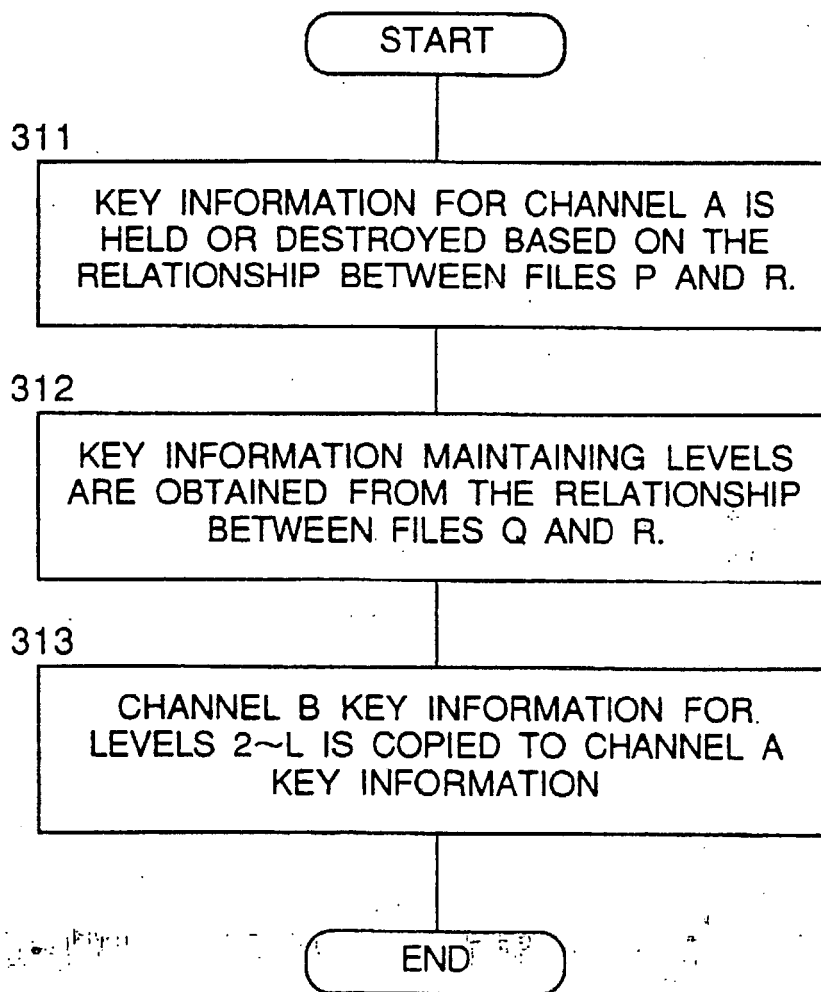 START
311
KEY INFORMATION FOR CHANNEL A IS
HELD OR DESTROYED BASED ON THE
RELATIONSHIP BETWEEN FILES P AND R.
312
KEY INFORMATION MAINTAINING LEVELS
ARE OBTAINED FROM THE RELATIONSHIP
BETWEEN FILES Q AND R.
313
CHANNEL B KEY INFORMATION FOR
LEVELS 2~L IS COPIED TO CHANNEL A
KEY INFORMATION
END